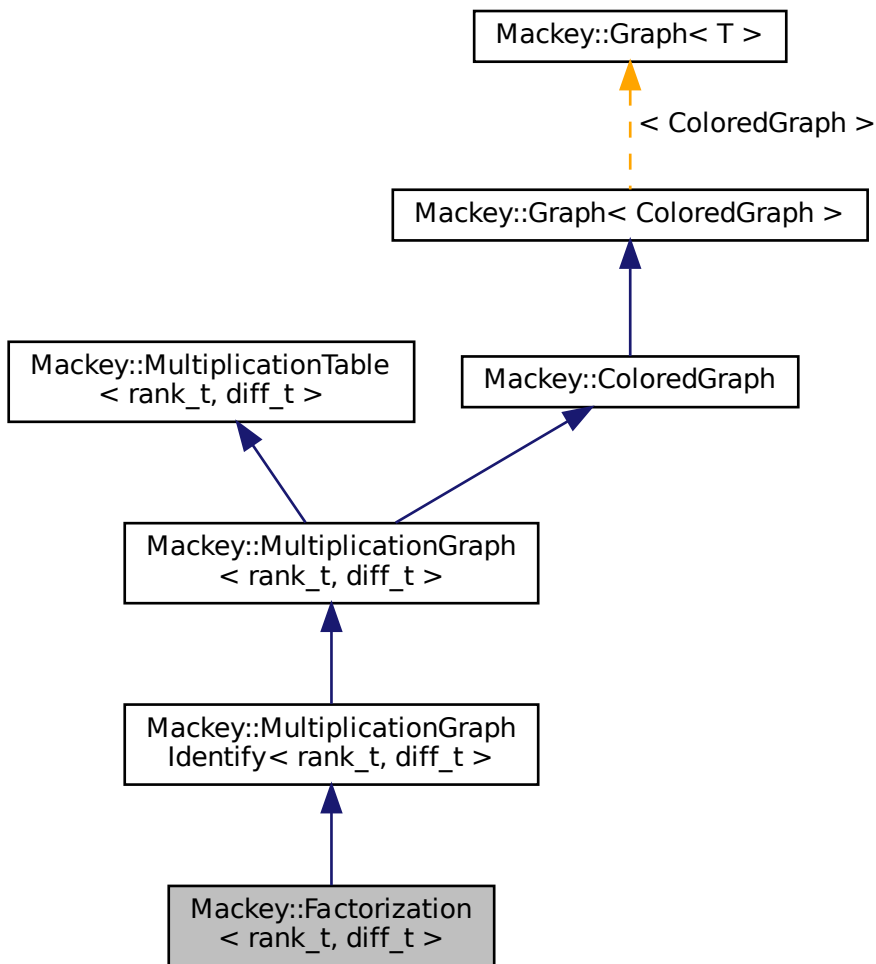 Mackey::Graph< T >
< ColoredGraph >
Mackey::Graph< ColoredGraph >
Mackey::MultiplicationTable
< rank_t, diff_t >
Mackey::ColoredGraph
Mackey::MultiplicationGraph
< rank_t, diff_t >
Mackey::MultiplicationGraph
Identify< rank_t, diff_t >
Mackey::Factorization
< rank_t, diff_t >